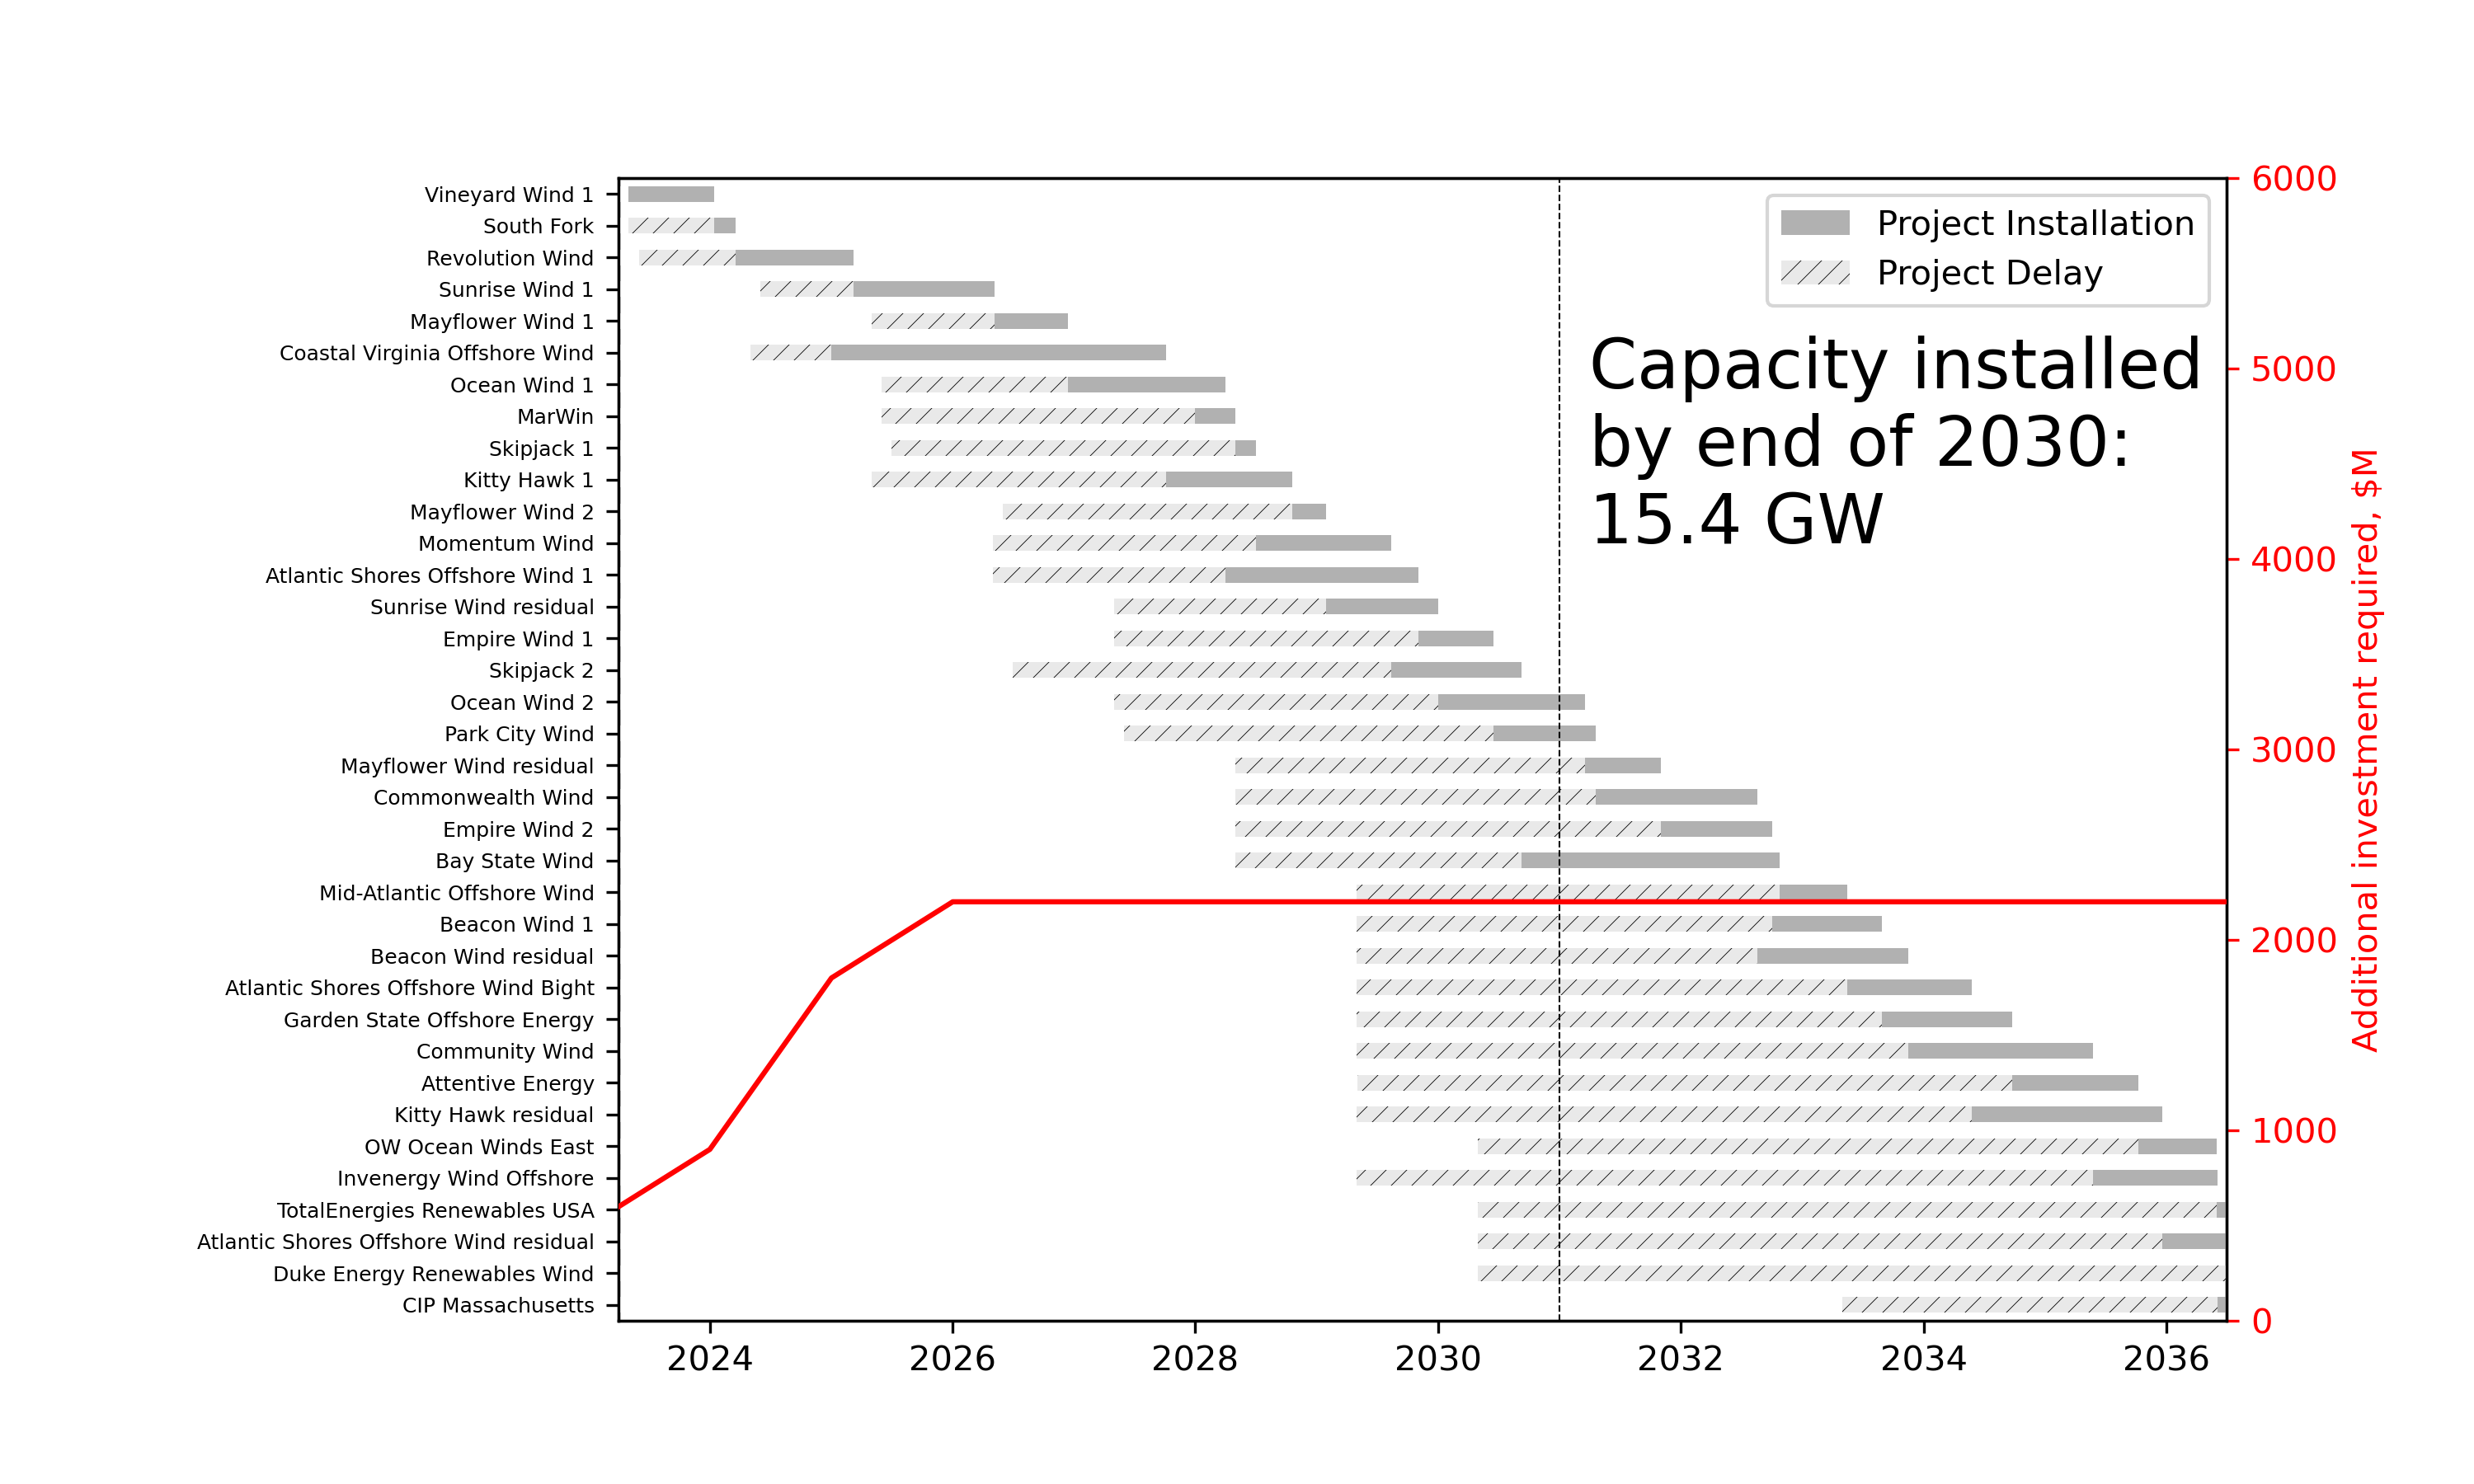 Vineyard Wind 1
South Fork
Revolution Wind
Sunrise Wind 1
Mayflower Wind 1
Coastal Virginia Offshore Wind
Ocean Wind 1
MarWin
Skipjack 1
Kitty Hawk 1
Mayflower Wind 2
Momentum Wind
Atlantic Shores Offshore Wind 1
Sunrise Wind residual
Empire Wind 1
Skipjack 2
Ocean Wind 2
Park City Wind
Mayflower Wind residual
Commonwealth Wind
Empire Wind 2
Bay State Wind
Mid-Atlantic Offshore Wind
Beacon Wind 1
Beacon Wind residual
Atlantic Shores Offshore Wind Bight
Garden State Offshore Energy
Community Wind
Attentive Energy
Kitty Hawk residual
OW Ocean Winds East
Invenergy Wind Offshore
TotalEnergies Renewables USA
Atlantic Shores Offshore Wind residual
Duke Energy Renewables Wind
CIP Massachusetts
2024
2026
2028
2030
2032
2034
2036
Project Installation
Project Delay
Capacity installed
by end of 2030:
15.4 GW
6000
5000
4000
3000
2000
1000
0
Additional investment required, $M